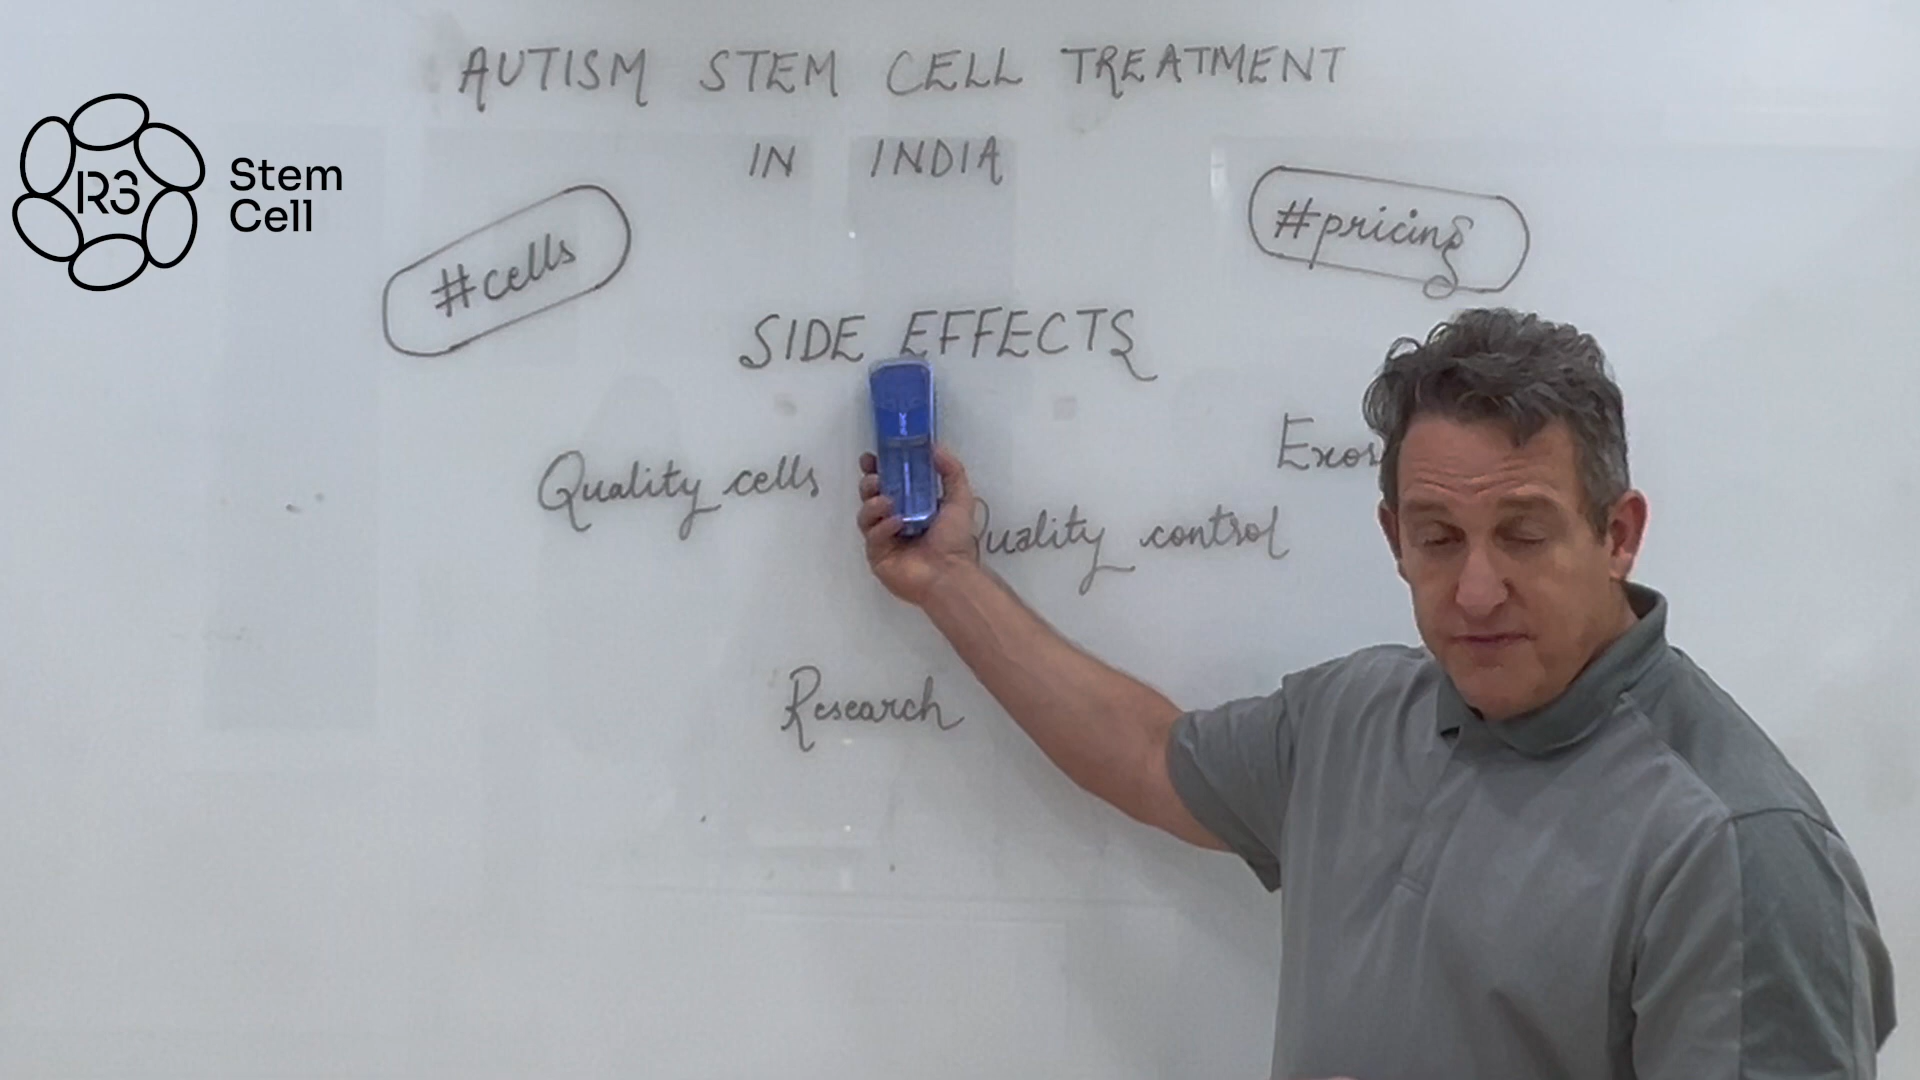 AUTISM STEM CELL TREATMENT
IN INDIA
R3 Stem
Cell
#cells
#pricing
SIDE EFFECTS
Quality cells
Quality control
Research